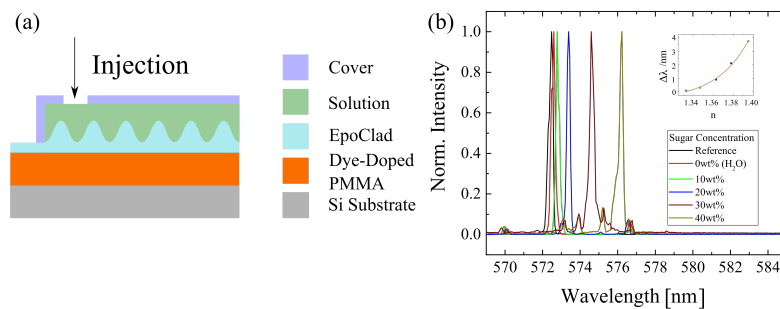 (a)
Injection
Cover
Solution
EpoClad
Dye-Doped
PMMA
Si Substrate
(b)
Norm. Intensity
1.0
0.8
0.6
0.4
0.2
0.0
570 572 574 576 578 580 582 584
Wavelength [nm]
Δλ /nm
4
3
2
1
0
1.34 1.36 1.38 1.40
n
Sugar Concentration
Reference
0wt% (H₂O)
10wt%
20wt%
30wt%
40wt%